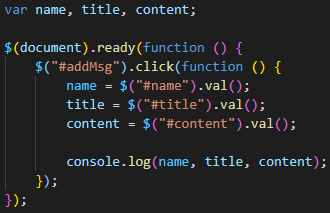 var name, title, content;
$(document).ready(function () {
$("#addMsg").click(function () {
name = $("#name").val();
title = $("#title").val();
content = $("#content").val();
console.log(name, title, content);
});
});